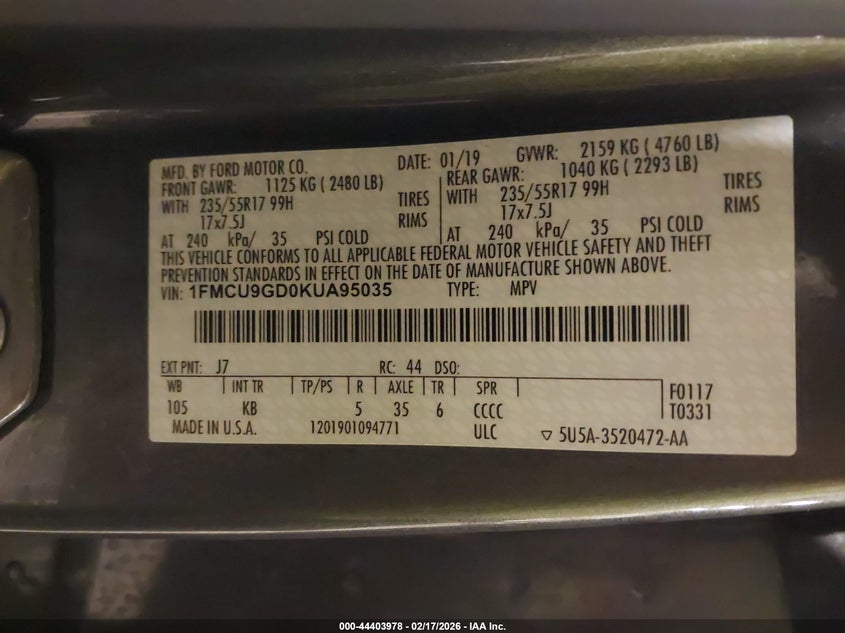 MFD. BY FORD MOTOR CO. DATE: 01/19 GVWR: 2159 KG ( 4760 LB)
FRONT GAWR: 1125 KG ( 2480 LB) REAR GAWR: 1040 KG ( 2293 LB)
WITH 235/55R17 99H TIRES WITH 235/55R17 99H TIRES
17x7.5J RIMS 17x7.5J RIMS
AT 240 kPa/ 35 PSI COLD AT 240 kPa/ 35 PSI COLD
THIS VEHICLE CONFORMS TO ALL APPLICABLE FEDERAL MOTOR VEHICLE SAFETY AND THEFT
PREVENTION STANDARDS IN EFFECT ON THE DATE OF MANUFACTURE SHOWN ABOVE.
VIN: 1FMCU9GD0KUA95035 TYPE: MPV
EXT PNT: J7 RC: 44 DSO:
WB INT TR TP/PS R AXLE TR SPR F0117
105 KB 5 35 6 CCCC T0331
MADE IN U.S.A. 1201901094771 ULC ▽ 5U5A-3520472-AA
000-44403978 - 02/17/2026 - IAA Inc.